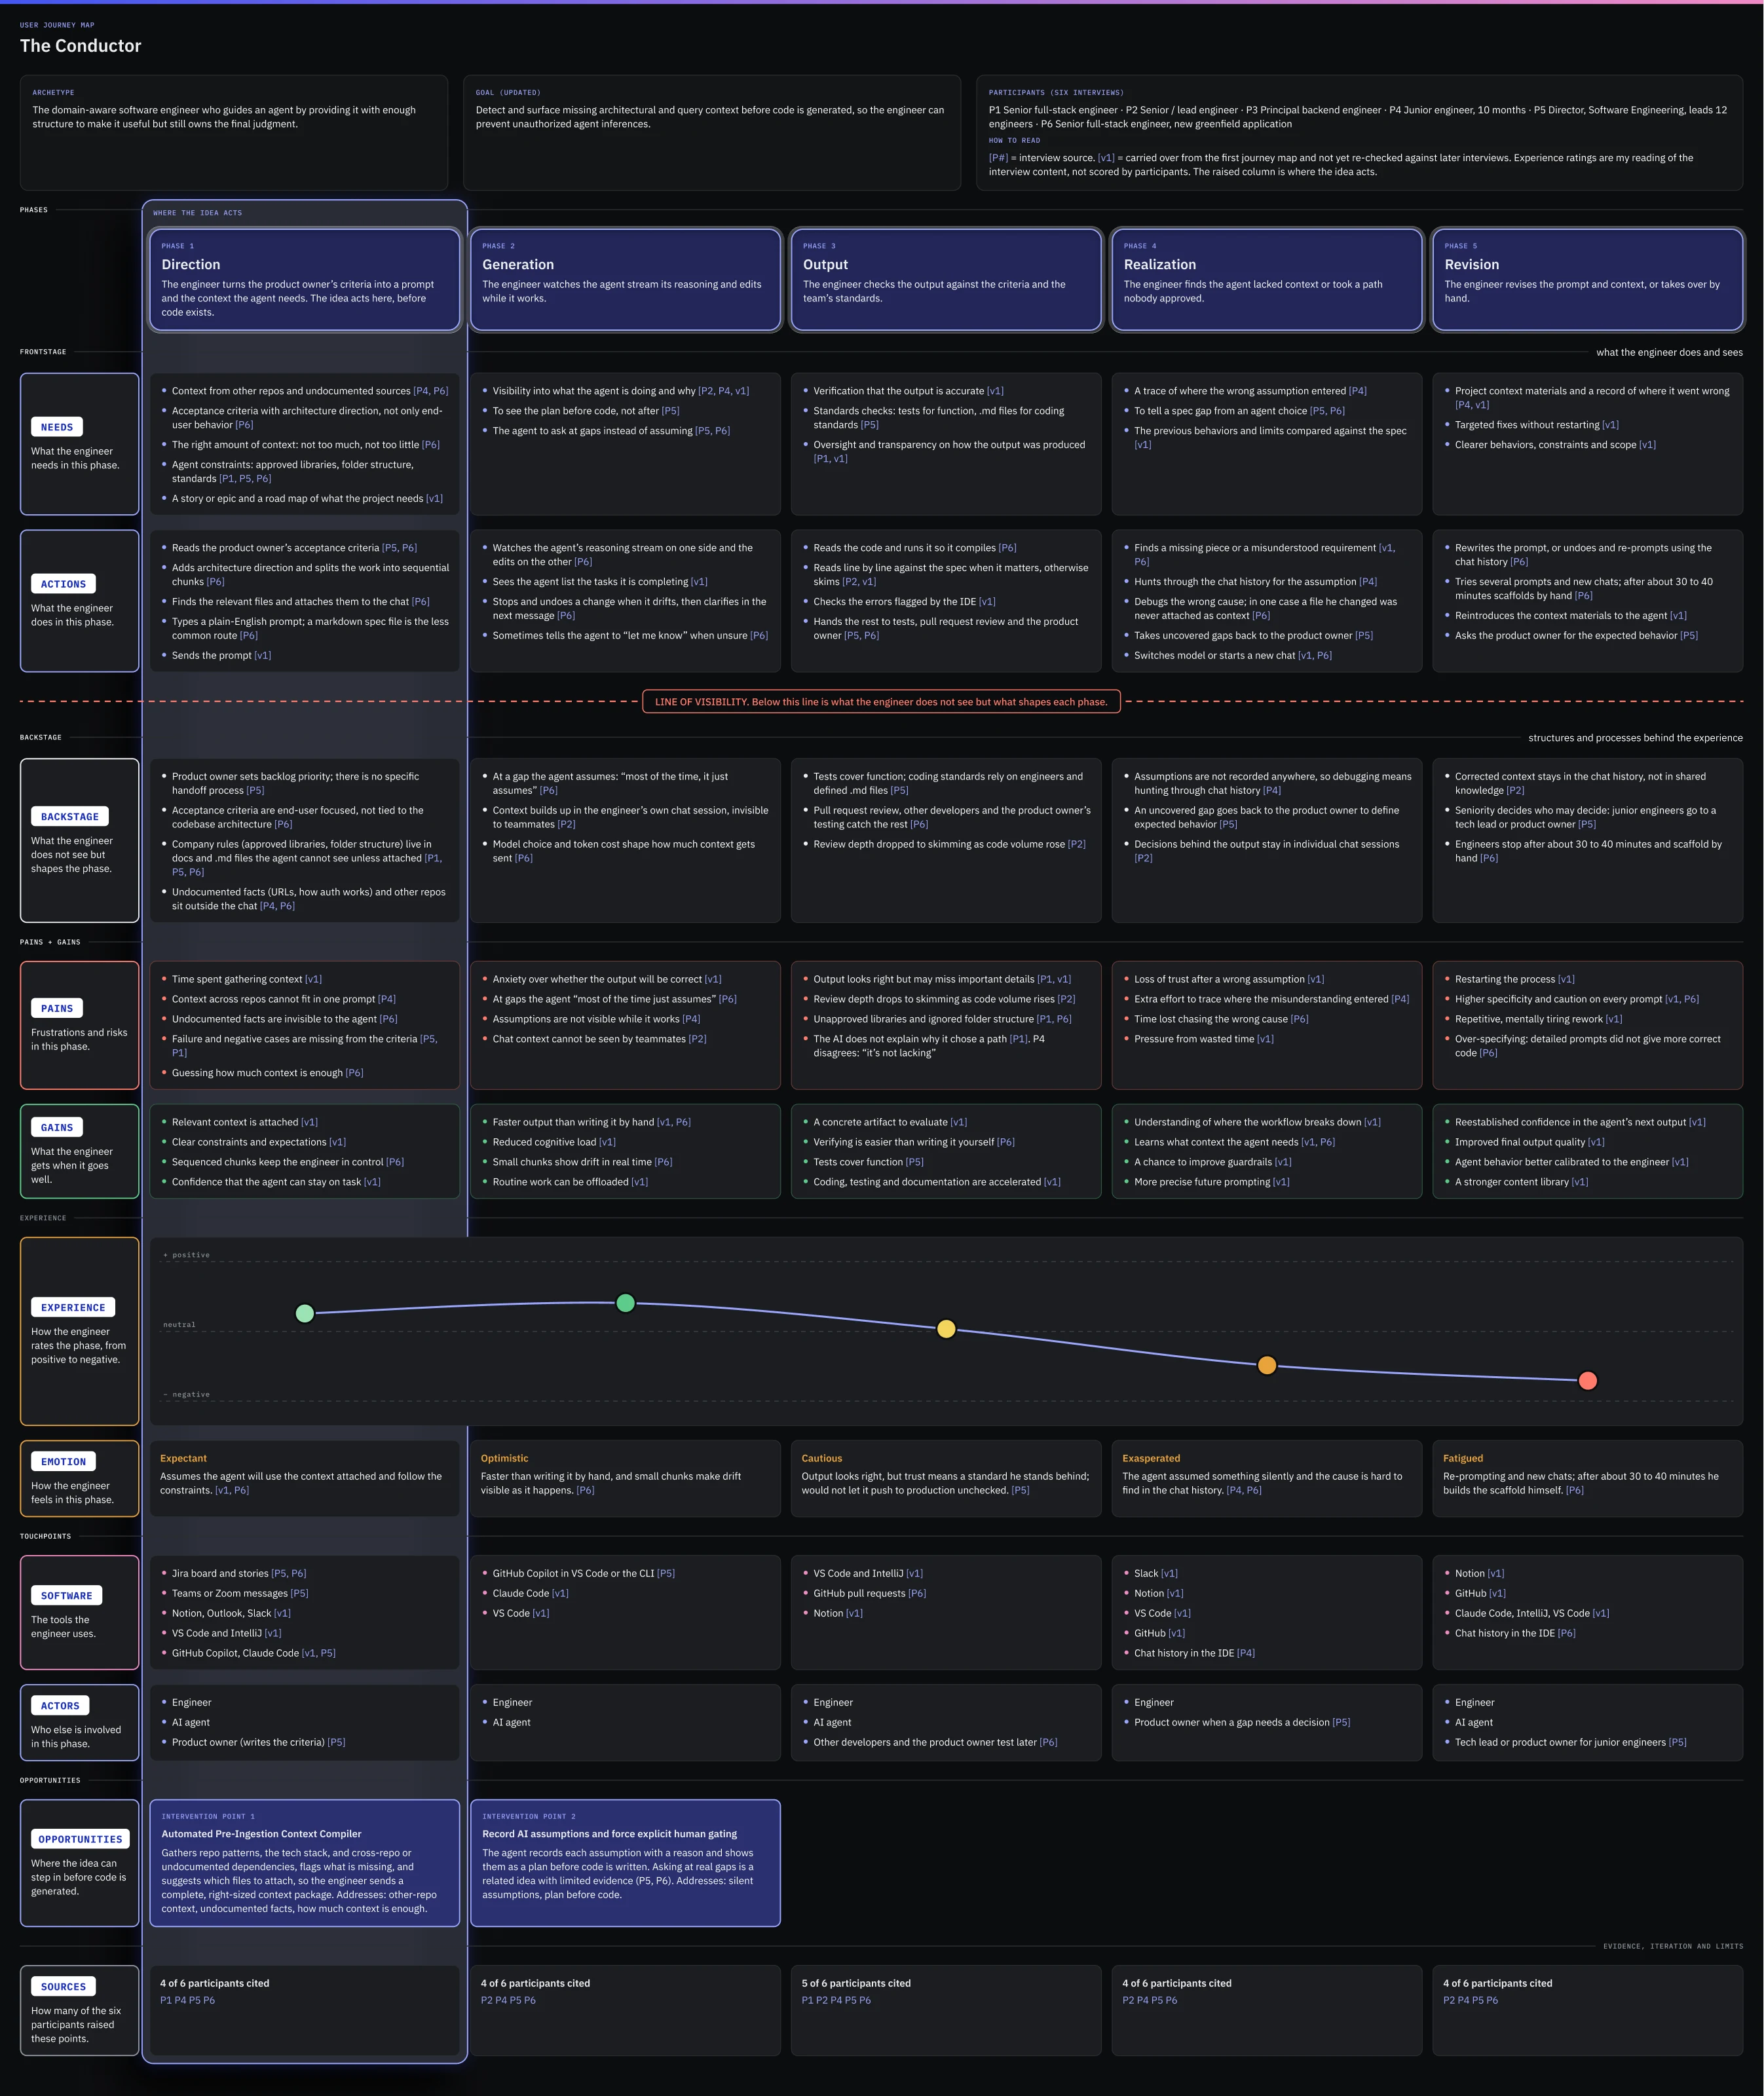 USER JOURNEY MAP
The Conductor
ARCHETYPE
The domain-aware software engineer who guides an agent by providing it with enough
structure to make it useful but still owns the final judgment.
GOAL (UPDATED)
Detect and surface missing architectural and query context before code is generated, so the engineer can
prevent unauthorized agent inferences.
PARTICIPANTS (SIX INTERVIEWS)
P1 Senior full-stack engineer · P2 Senior / lead engineer · P3 Principal backend engineer · P4 Junior engineer, 10 months · P5 Director, Software Engineering, leads 12
engineers · P6 Senior full-stack engineer, new greenfield application
HOW TO READ
[P#] = interview source. [v1] = carried over from the first journey map and not yet re-checked against later interviews. Experience ratings are my reading of the
interview content, not scored by participants. The raised column is where the idea acts.
PHASES
WHERE THE IDEA ACTS
PHASE 1
Direction
The engineer turns the product owner’s criteria into a prompt
and the context the agent needs. The idea acts here, before
code exists.
PHASE 2
Generation
The engineer watches the agent stream its reasoning and edits
while it works.
PHASE 3
Output
The engineer checks the output against the criteria and the
team’s standards.
PHASE 4
Realization
The engineer finds the agent lacked context or took a path
nobody approved.
PHASE 5
Revision
The engineer revises the prompt and context, or takes over by
hand.
FRONTSTAGE
what the engineer does and sees
NEEDS
What the engineer
needs in this phase.
Context from other repos and undocumented sources [P4, P6]
Acceptance criteria with architecture direction, not only end-
user behavior [P6]
The right amount of context: not too much, not too little [P6]
Agent constraints: approved libraries, folder structure,
standards [P1, P5, P6]
A story or epic and a road map of what the project needs [v1]
Visibility into what the agent is doing and why [P2, P4, v1]
To see the plan before code, not after [P5]
The agent to ask at gaps instead of assuming [P5, P6]
Verification that the output is accurate [v1]
Standards checks: tests for function, .md files for coding
standards [P5]
Oversight and transparency on how the output was produced
[P1, v1]
A trace of where the wrong assumption entered [P4]
To tell a spec gap from an agent choice [P5, P6]
The previous behaviors and limits compared against the spec
[v1]
Project context materials and a record of where it went wrong
[P4, v1]
Targeted fixes without restarting [v1]
Clearer behaviors, constraints and scope [v1]
ACTIONS
What the engineer
does in this phase.
Reads the product owner’s acceptance criteria [P5, P6]
Adds architecture direction and splits the work into sequential
chunks [P6]
Finds the relevant files and attaches them to the chat [P6]
Types a plain-English prompt; a markdown spec file is the less
common route [P6]
Sends the prompt [v1]
Watches the agent’s reasoning stream on one side and the
edits on the other [P6]
Sees the agent list the tasks it is completing [v1]
Stops and undoes a change when it drifts, then clarifies in the
next message [P6]
Sometimes tells the agent to “let me know” when unsure [P6]
Reads the code and runs it so it compiles [P6]
Reads line by line against the spec when it matters, otherwise
skims [P2, v1]
Checks the errors flagged by the IDE [v1]
Hands the rest to tests, pull request review and the product
owner [P5, P6]
Finds a missing piece or a misunderstood requirement [v1,
P6]
Hunts through the chat history for the assumption [P4]
Debugs the wrong cause; in one case a file he changed was
never attached as context [P6]
Takes uncovered gaps back to the product owner [P5]
Switches model or starts a new chat [v1, P6]
Rewrites the prompt, or undoes and re-prompts using the
chat history [P6]
Tries several prompts and new chats; after about 30 to 40
minutes scaffolds by hand [P6]
Reintroduces the context materials to the agent [v1]
Asks the product owner for the expected behavior [P5]
LINE OF VISIBILITY. Below this line is what the engineer does not see but what shapes each phase.
BACKSTAGE
structures and processes behind the experience
BACKSTAGE
What the engineer
does not see but
shapes the phase.
Product owner sets backlog priority; there is no specific
handoff process [P5]
Acceptance criteria are end-user focused, not tied to the
codebase architecture [P6]
Company rules (approved libraries, folder structure) live in
docs and .md files the agent cannot see unless attached [P1,
P5, P6]
Undocumented facts (URLs, how auth works) and other repos
sit outside the chat [P4, P6]
At a gap the agent assumes: “most of the time, it just
assumes” [P6]
Context builds up in the engineer’s own chat session, invisible
to teammates [P2]
Model choice and token cost shape how much context gets
sent [P6]
Tests cover function; coding standards rely on engineers and
defined .md files [P5]
Pull request review, other developers and the product owner’s
testing catch the rest [P6]
Review depth dropped to skimming as code volume rose [P2]
Assumptions are not recorded anywhere, so debugging means
hunting through chat history [P4]
An uncovered gap goes back to the product owner to define
expected behavior [P5]
Decisions behind the output stay in individual chat sessions
[P2]
Corrected context stays in the chat history, not in shared
knowledge [P2]
Seniority decides who may decide: junior engineers go to a
tech lead or product owner [P5]
Engineers stop after about 30 to 40 minutes and scaffold by
hand [P6]
PAINS + GAINS
PAINS
Frustrations and risks
in this phase.
Time spent gathering context [v1]
Context across repos cannot fit in one prompt [P4]
Undocumented facts are invisible to the agent [P6]
Failure and negative cases are missing from the criteria [P5,
P1]
Guessing how much context is enough [P6]
Anxiety over whether the output will be correct [v1]
At gaps the agent “most of the time just assumes” [P6]
Assumptions are not visible while it works [P4]
Chat context cannot be seen by teammates [P2]
Output looks right but may miss important details [P1, v1]
Review depth drops to skimming as code volume rises [P2]
Unapproved libraries and ignored folder structure [P1, P6]
The AI does not explain why it chose a path [P1]. P4
disagrees: “it’s not lacking”
Loss of trust after a wrong assumption [v1]
Extra effort to trace where the misunderstanding entered [P4]
Time lost chasing the wrong cause [P6]
Pressure from wasted time [v1]
Restarting the process [v1]
Higher specificity and caution on every prompt [v1, P6]
Repetitive, mentally tiring rework [v1]
Over-specifying: detailed prompts did not give more correct
code [P6]
GAINS
What the engineer
gets when it goes
well.
Relevant context is attached [v1]
Clear constraints and expectations [v1]
Sequenced chunks keep the engineer in control [P6]
Confidence that the agent can stay on task [v1]
Faster output than writing it by hand [v1, P6]
Reduced cognitive load [v1]
Small chunks show drift in real time [P6]
Routine work can be offloaded [v1]
A concrete artifact to evaluate [v1]
Verifying is easier than writing it yourself [P6]
Tests cover function [P5]
Coding, testing and documentation are accelerated [v1]
Understanding of where the workflow breaks down [v1]
Learns what context the agent needs [v1, P6]
A chance to improve guardrails [v1]
More precise future prompting [v1]
Reestablished confidence in the agent’s next output [v1]
Improved final output quality [v1]
Agent behavior better calibrated to the engineer [v1]
A stronger content library [v1]
EXPERIENCE
EXPERIENCE
How the engineer
rates the phase, from
positive to negative.
+ positive
neutral
− negative
EMOTION
How the engineer
feels in this phase.
Expectant
Assumes the agent will use the context attached and follow the
constraints. [v1, P6]
Optimistic
Faster than writing it by hand, and small chunks make drift
visible as it happens. [P6]
Cautious
Output looks right, but trust means a standard he stands behind;
would not let it push to production unchecked. [P5]
Exasperated
The agent assumed something silently and the cause is hard to
find in the chat history. [P4, P6]
Fatigued
Re-prompting and new chats; after about 30 to 40 minutes he
builds the scaffold himself. [P6]
TOUCHPOINTS
SOFTWARE
The tools the
engineer uses.
Jira board and stories [P5, P6]
Teams or Zoom messages [P5]
Notion, Outlook, Slack [v1]
VS Code and IntelliJ [v1]
GitHub Copilot, Claude Code [v1, P5]
GitHub Copilot in VS Code or the CLI [P5]
Claude Code [v1]
VS Code [v1]
VS Code and IntelliJ [v1]
GitHub pull requests [P6]
Notion [v1]
Slack [v1]
Notion [v1]
VS Code [v1]
GitHub [v1]
Chat history in the IDE [P4]
Notion [v1]
GitHub [v1]
Claude Code, IntelliJ, VS Code [v1]
Chat history in the IDE [P6]
ACTORS
Who else is involved
in this phase.
Engineer
AI agent
Product owner (writes the criteria) [P5]
Engineer
AI agent
Engineer
AI agent
Other developers and the product owner test later [P6]
Engineer
Product owner when a gap needs a decision [P5]
Engineer
AI agent
Tech lead or product owner for junior engineers [P5]
OPPORTUNITIES
OPPORTUNITIES
Where the idea can
step in before code is
generated.
INTERVENTION POINT 1
Automated Pre-Ingestion Context Compiler
Gathers repo patterns, the tech stack, and cross-repo or
undocumented dependencies, flags what is missing, and
suggests which files to attach, so the engineer sends a
complete, right-sized context package. Addresses: other-repo
context, undocumented facts, how much context is enough.
INTERVENTION POINT 2
Record AI assumptions and force explicit human gating
The agent records each assumption with a reason and shows
them as a plan before code is written. Asking at real gaps is a
related idea with limited evidence (P5, P6). Addresses: silent
assumptions, plan before code.
EVIDENCE, ITERATION AND LIMITS
SOURCES
How many of the six
participants raised
these points.
4 of 6 participants cited
P1 P4 P5 P6
4 of 6 participants cited
P2 P4 P5 P6
5 of 6 participants cited
P1 P2 P4 P5 P6
4 of 6 participants cited
P2 P4 P5 P6
4 of 6 participants cited
P2 P4 P5 P6